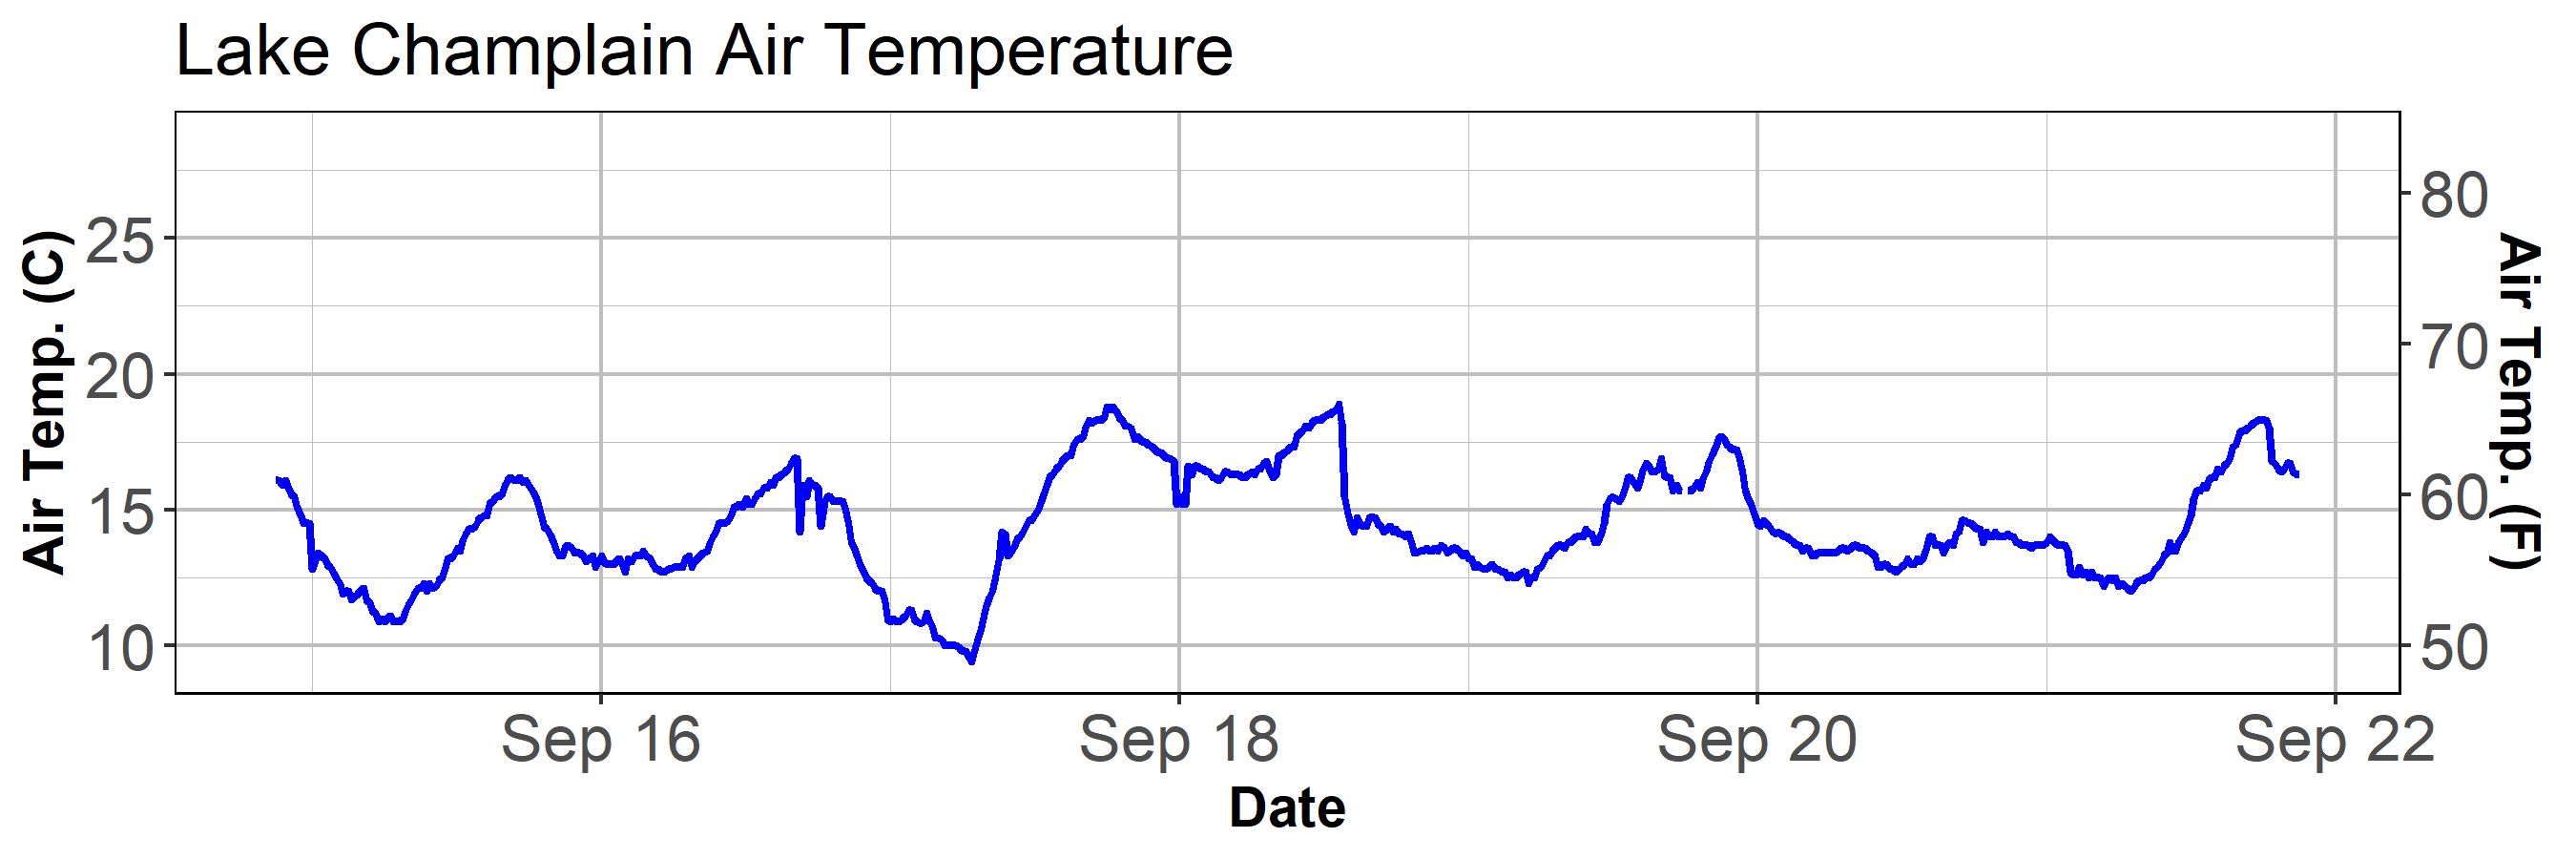 Lake Champlain Air Temperature
Air Temp. (C)
25
20
15
10
80
70
60
50
Air Temp. (F)
Sep 16
Sep 18
Sep 20
Sep 22
Date